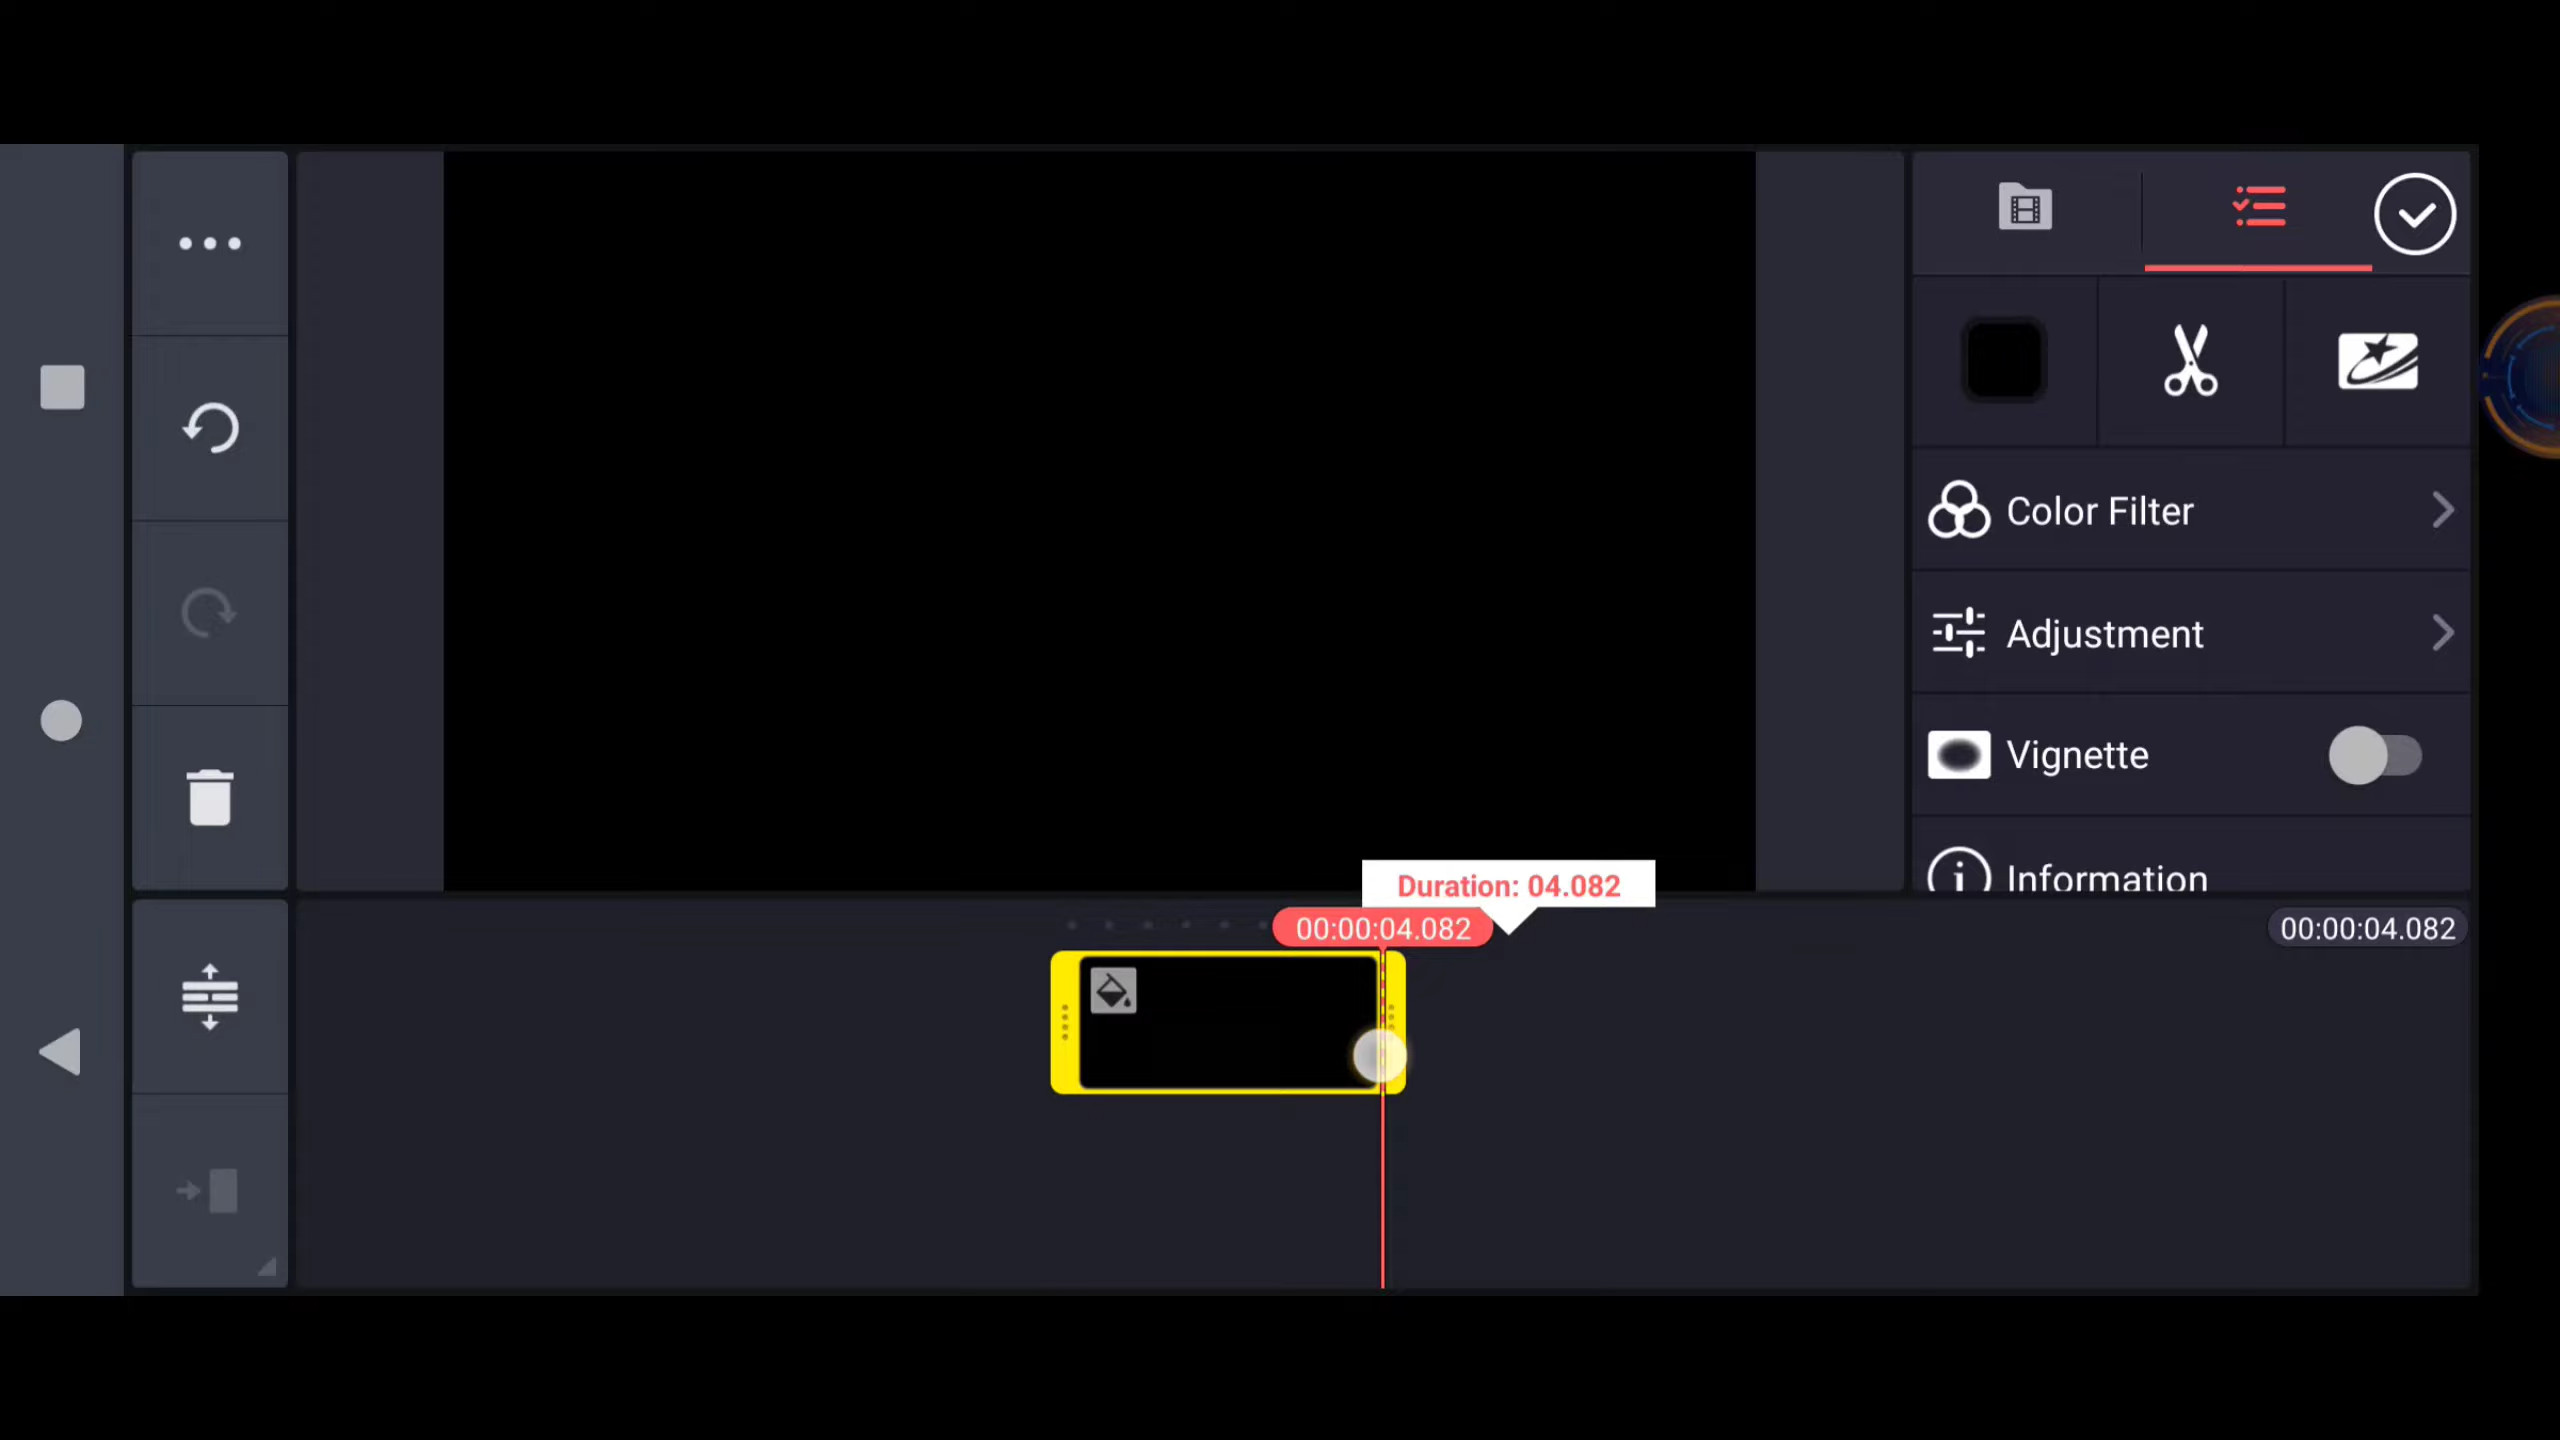 Color Filter
Adjustment
Vignette
Information
Duration: 04.082
00:00:04.082
00:00:04.082